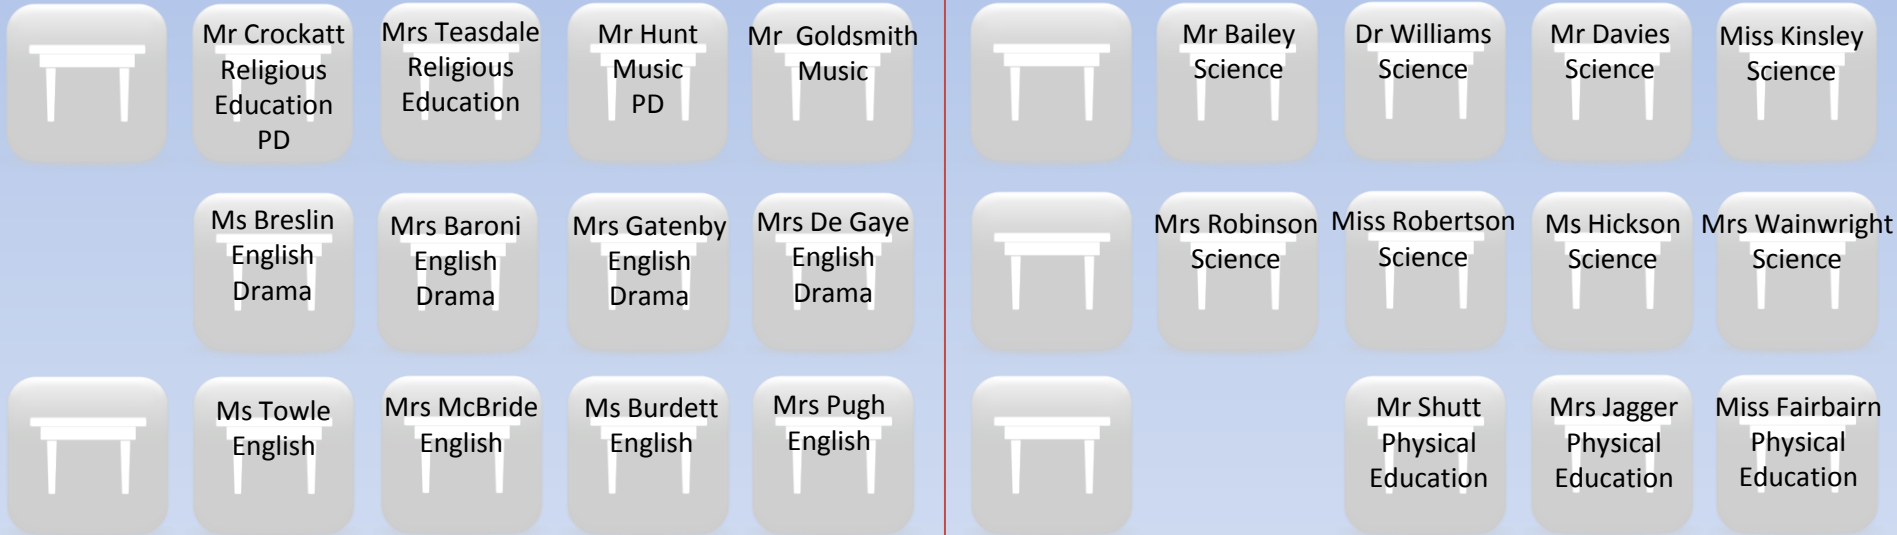 Mr Crockatt
Religious
Education
PD
Mrs Teasdale
Religious
Education
Mr Hunt
Music
PD
Mr Goldsmith
Music
Mr Bailey
Science
Dr Williams
Science
Mr Davies
Science
Miss Kinsley
Science
Ms Breslin
English
Drama
Mrs Baroni
English
Drama
Mrs Gatenby
English
Drama
Mrs De Gaye
English
Drama
Mrs Robinson
Science
Miss Robertson
Science
Ms Hickson
Science
Mrs Wainwright
Science
Ms Towle
English
Mrs McBride
English
Ms Burdett
English
Mrs Pugh
English
Mr Shutt
Physical
Education
Mrs Jagger
Physical
Education
Miss Fairbairn
Physical
Education